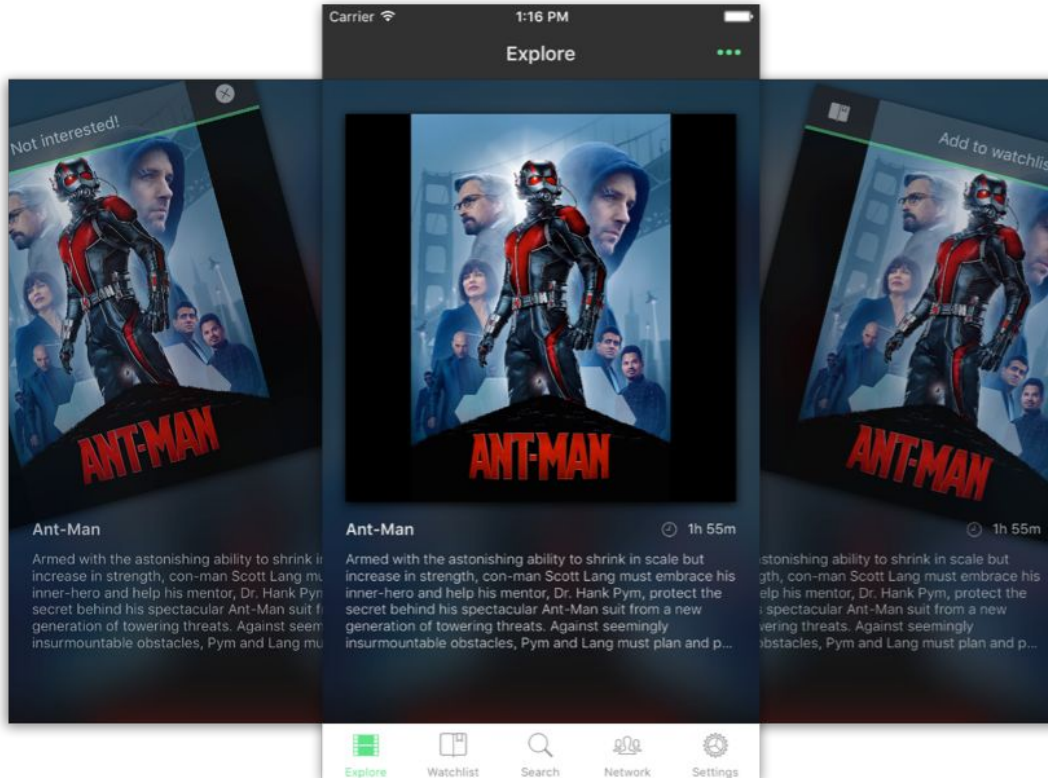 Carrier
1:16 PM
Explore
Not interested!
Add to watchlis
ANT-MAN
ANT-MAN
ANT-MAN
Ant-Man
Armed with the astonishing ability to shrink i
increase in strength, con-man Scott Lang mu
inner-hero and help his mentor, Dr. Hank Pym
secret behind his spectacular Ant-Man suit f
generation of towering threats. Against seem
insurmountable obstacles, Pym and Lang mu
Ant-Man
1h 55m
Armed with the astonishing ability to shrink in scale but
increase in strength, con-man Scott Lang must embrace his
inner-hero and help his mentor, Dr. Hank Pym, protect the
secret behind his spectacular Ant-Man suit from a new
generation of towering threats. Against seemingly
insurmountable obstacles, Pym and Lang must plan and p...
1h 55m
stonishing ability to shrink in scale but
gth, con-man Scott Lang must embrace his
elp his mentor, Dr. Hank Pym, protect the
spectacular Ant-Man suit from a new
vering threats. Against seemingly
obstacles, Pym and Lang must plan and p...
Explore
Watchlist
Search
Network
Settings